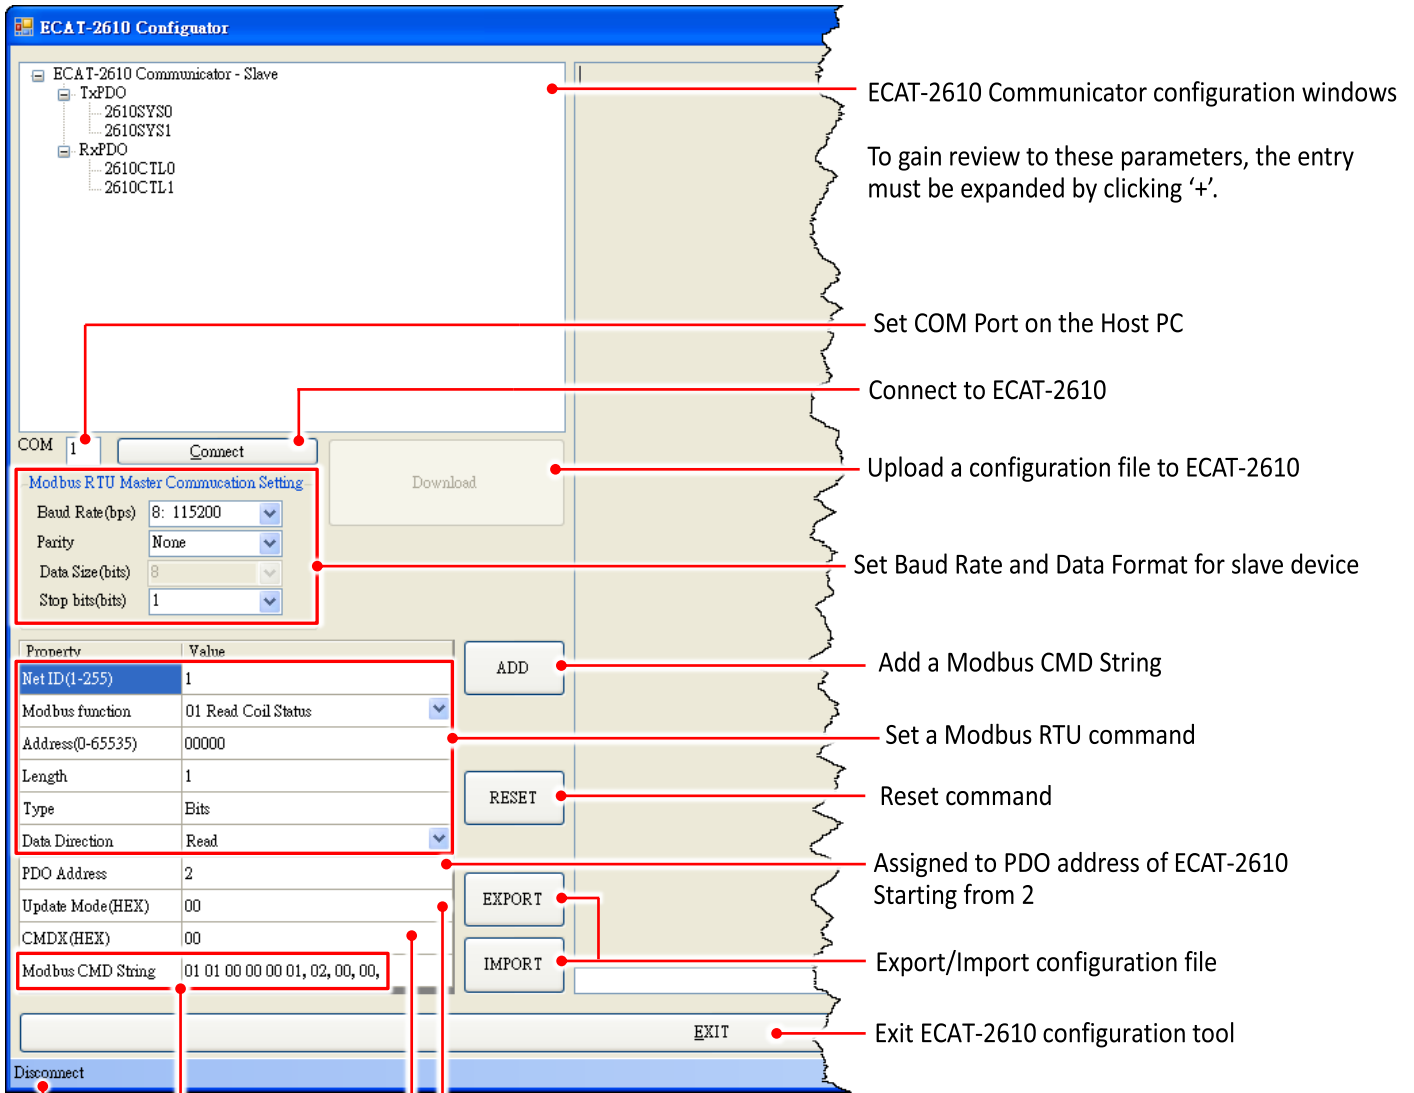 ECAT-2610 Configuator
ECAT-2610 Communicator - Slave
TxPDO
2610SYS0
2610SYS1
RxPDO
2610CTL0
2610CTL1
ECAT-2610 Communicator configuration windows
To gain review to these parameters, the entry
must be expanded by clicking ‘+’.
Set COM Port on the Host PC
Connect to ECAT-2610
COM 1 Connect
Download
Upload a configuration file to ECAT-2610
Modbus RTU Master Commucation Setting
Baud Rate(bps) 8: 115200
Parity None
Data Size(bits) 8
Stop bits(bits) 1
Set Baud Rate and Data Format for slave device
Property Value
Net ID(1-255) 1
Modbus function 01 Read Coil Status
Address(0-65535) 00000
Length 1
Type Bits
Data Direction Read
PDO Address 2
Update Mode(HEX) 00
CMDX(HEX) 00
Modbus CMD String 01 01 00 00 00 01, 02, 00, 00,
ADD
RESET
EXPORT
IMPORT
Add a Modbus CMD String
Set a Modbus RTU command
Reset command
Assigned to PDO address of ECAT-2610
Starting from 2
Export/Import configuration file
EXIT
Exit ECAT-2610 configuration tool
Disconnect